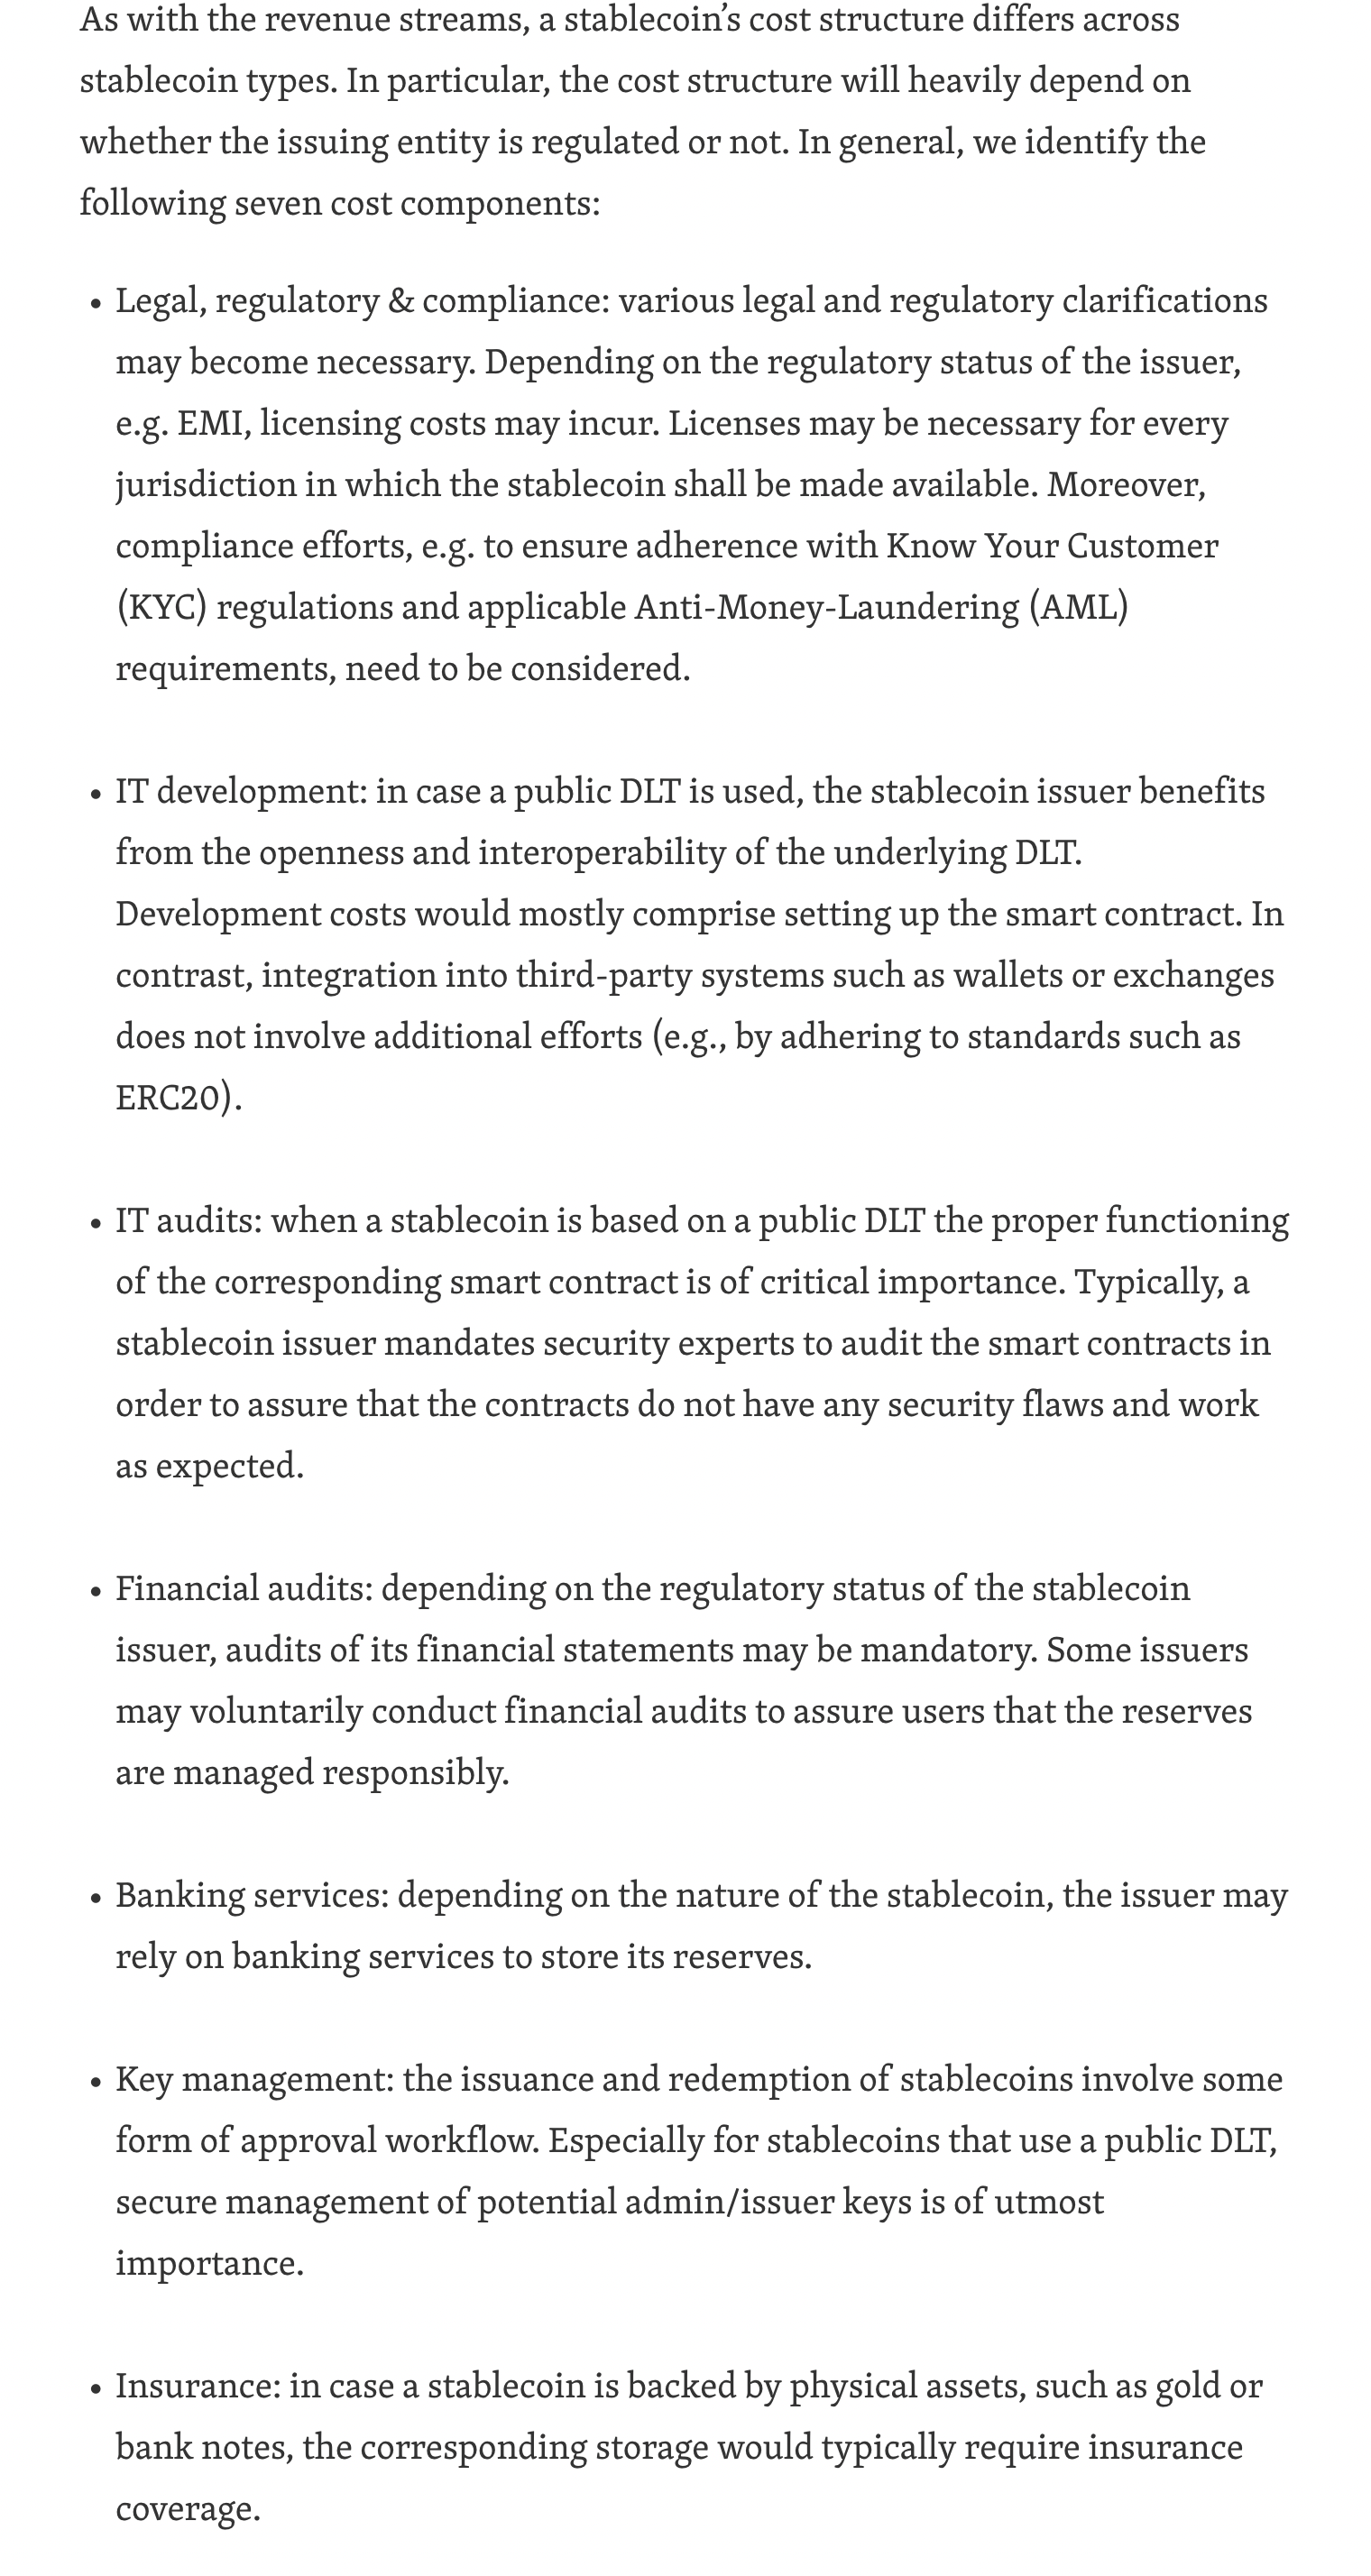 As with the revenue streams, a stablecoin’s cost structure differs across
stablecoin types. In particular, the cost structure will heavily depend on
whether the issuing entity is regulated or not. In general, we identify the
following seven cost components:
• Legal, regulatory & compliance: various legal and regulatory clarifications
may become necessary. Depending on the regulatory status of the issuer,
e.g. EMI, licensing costs may incur. Licenses may be necessary for every
jurisdiction in which the stablecoin shall be made available. Moreover,
compliance efforts, e.g. to ensure adherence with Know Your Customer
(KYC) regulations and applicable Anti-Money-Laundering (AML)
requirements, need to be considered.
• IT development: in case a public DLT is used, the stablecoin issuer benefits
from the openness and interoperability of the underlying DLT.
Development costs would mostly comprise setting up the smart contract. In
contrast, integration into third-party systems such as wallets or exchanges
does not involve additional efforts (e.g., by adhering to standards such as
ERC20).
• IT audits: when a stablecoin is based on a public DLT the proper functioning
of the corresponding smart contract is of critical importance. Typically, a
stablecoin issuer mandates security experts to audit the smart contracts in
order to assure that the contracts do not have any security flaws and work
as expected.
• Financial audits: depending on the regulatory status of the stablecoin
issuer, audits of its financial statements may be mandatory. Some issuers
may voluntarily conduct financial audits to assure users that the reserves
are managed responsibly.
• Banking services: depending on the nature of the stablecoin, the issuer may
rely on banking services to store its reserves.
• Key management: the issuance and redemption of stablecoins involve some
form of approval workflow. Especially for stablecoins that use a public DLT,
secure management of potential admin/issuer keys is of utmost
importance.
• Insurance: in case a stablecoin is backed by physical assets, such as gold or
bank notes, the corresponding storage would typically require insurance
coverage.